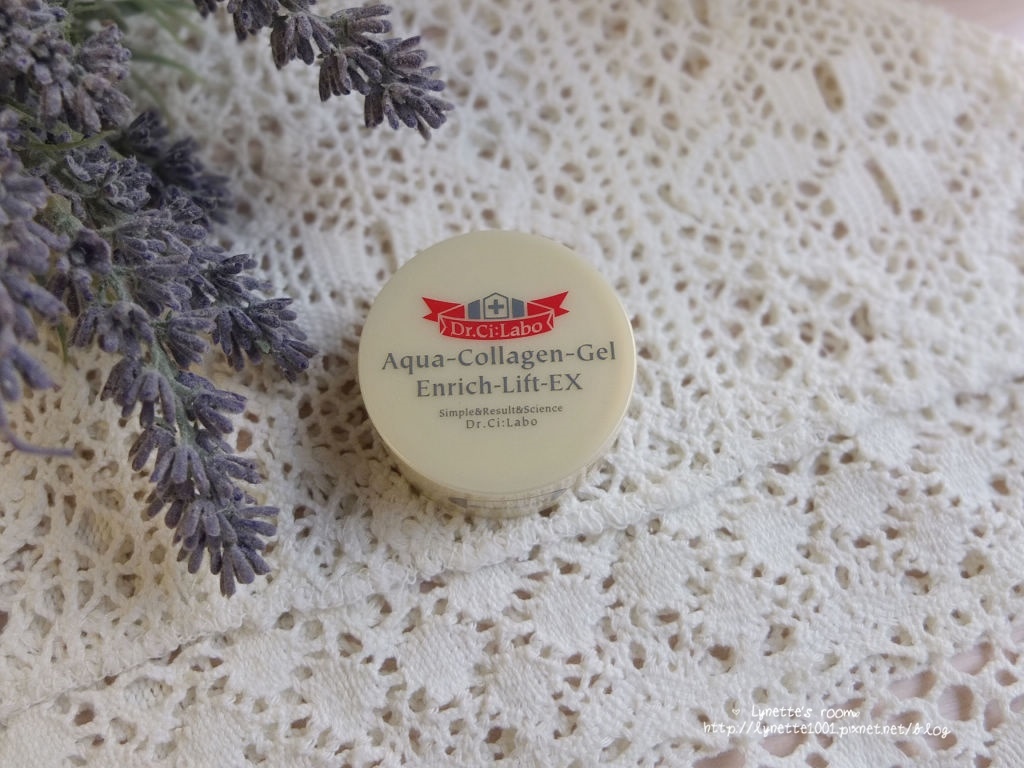 Dr.Ci:Labo
Aqua-Collagen-Gel
Enrich-Lift-EX
Simple&Result&Science
Dr.Ci:Labo
♥ Lynette's room
http://lynette1001.pixnet.net/blog